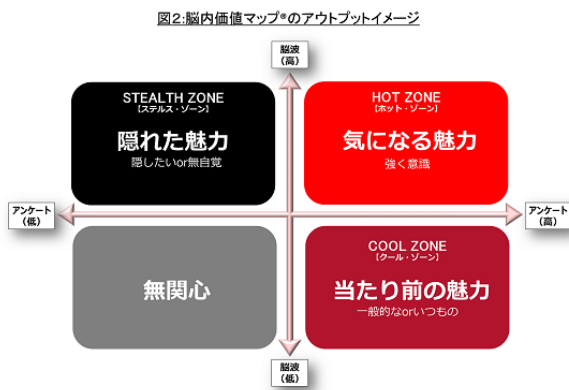 図2:脳内価値マップ®のアウトプットイメージ
脳波
(高)
STEALTH ZONE
[ステルス・ゾーン]
隠れた魅力
隠したいor無自覚
HOT ZONE
[ホット・ゾーン]
気になる魅力
強く意識
アンケート
(低)
アンケート
(高)
無関心
COOL ZONE
[クール・ゾーン]
当たり前の魅力
一般的なorいつもの
脳波
(低)